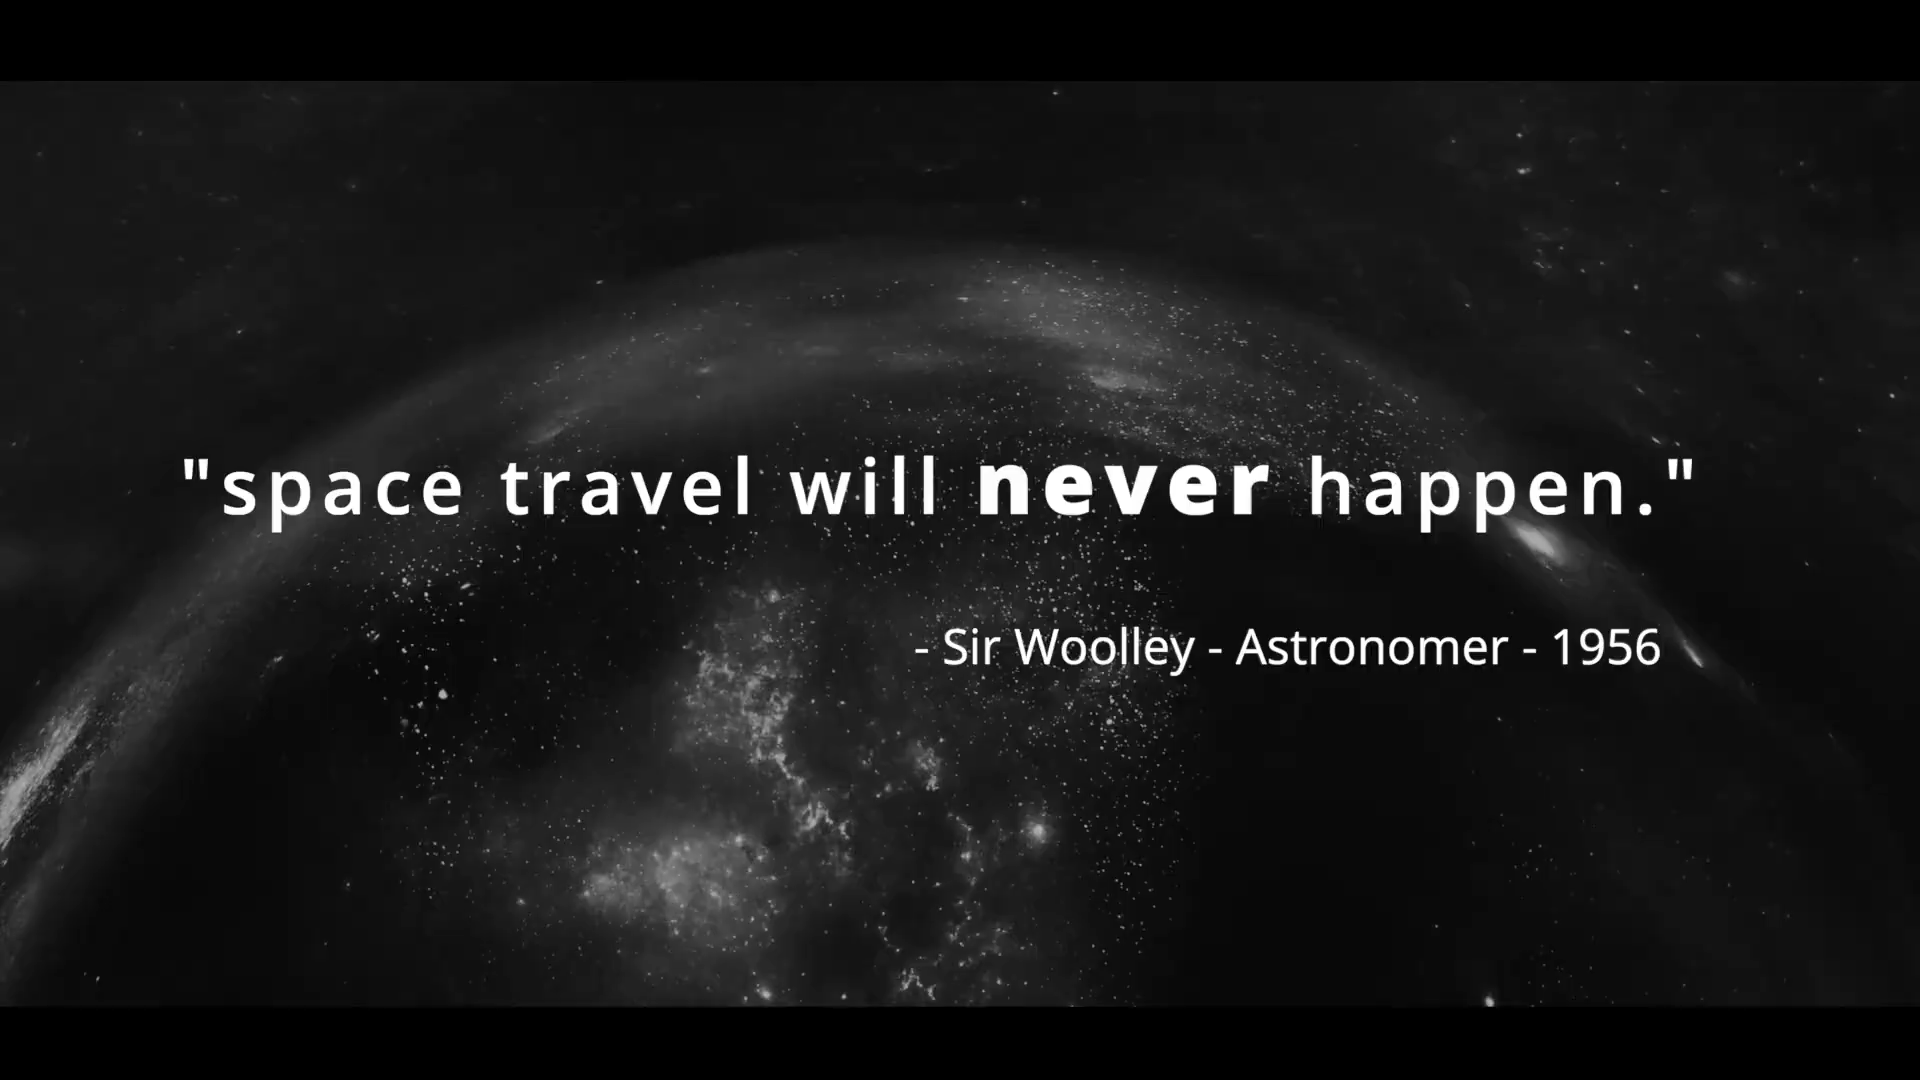 "space travel will never happen."
- Sir Woolley - Astronomer - 1956